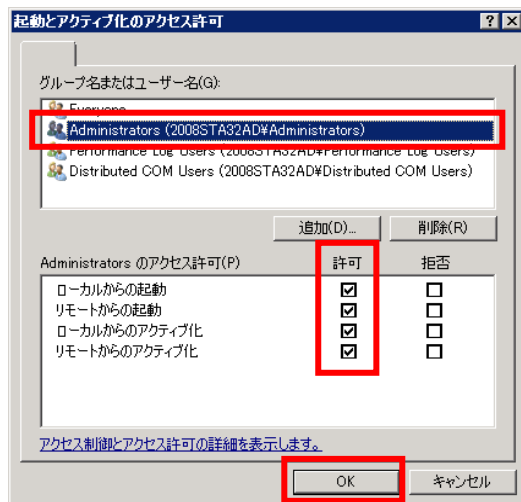 起動とアクティブ化のアクセス許可
グループ名またはユーザー名(G):
Everyone
Administrators (2008STA32AD¥Administrators)
Performance Log Users (2008STA32AD¥Performance Log Users)
Distributed COM Users (2008STA32AD¥Distributed COM Users)
追加(D)... 削除(R)
Administrators のアクセス許可(P) 許可 拒否
ローカルからの起動
リモートからの起動
ローカルからのアクティブ化
リモートからのアクティブ化
アクセス制御とアクセス許可の詳細を表示します。
OK キャンセル